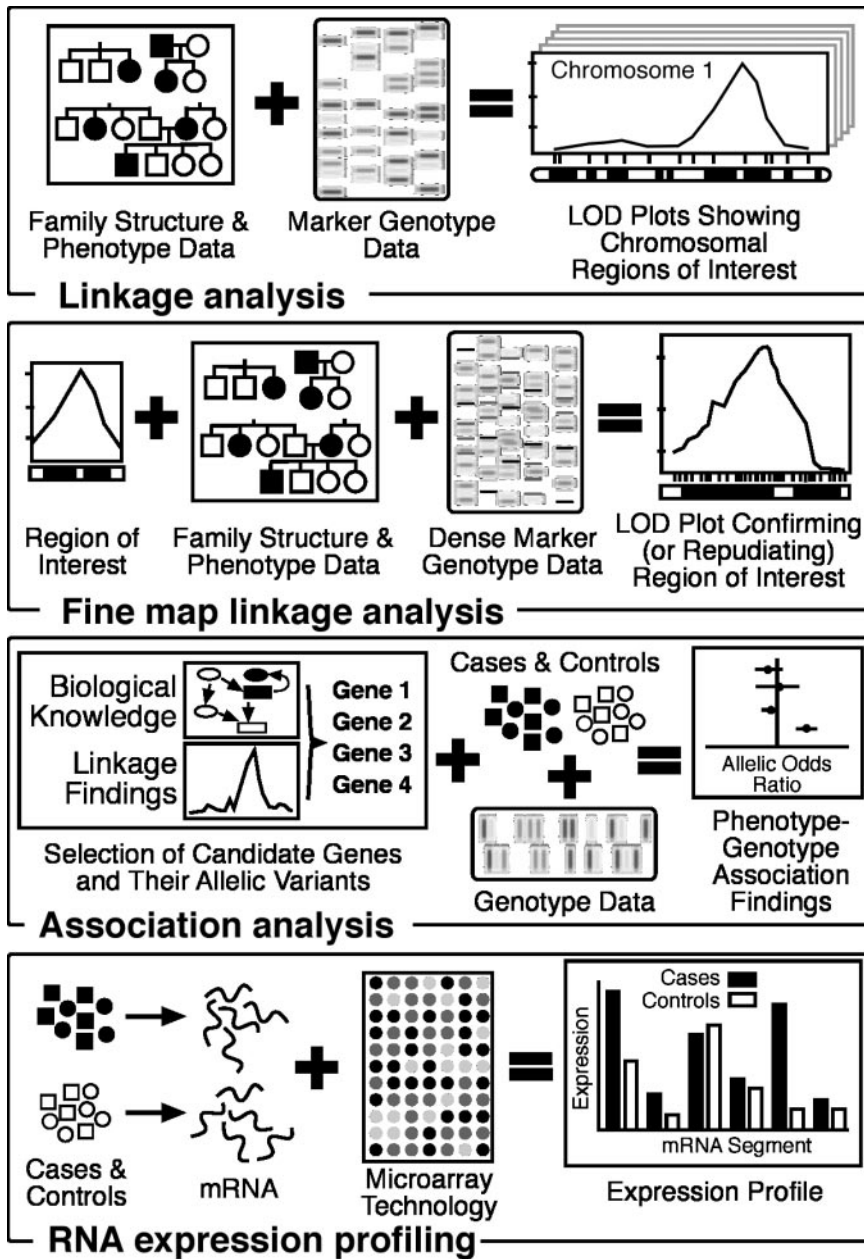 Chromosome 1
Family Structure &
Phenotype Data
Marker Genotype
Data
LOD Plots Showing
Chromosomal
Regions of Interest
Linkage analysis
Region of
Interest
Family Structure &
Phenotype Data
Dense Marker
Genotype Data
LOD Plot Confirming
(or Repudiating)
Region of Interest
Fine map linkage analysis
Biological
Knowledge
Linkage
Findings
Gene 1
Gene 2
Gene 3
Gene 4
Selection of Candidate Genes
and Their Allelic Variants
Cases & Controls
Genotype Data
Allelic Odds
Ratio
Phenotype-
Genotype
Association
Findings
Association analysis
Cases &
Controls
mRNA
Microarray
Technology
Cases
Controls
Expression
mRNA Segment
Expression Profile
RNA expression profiling